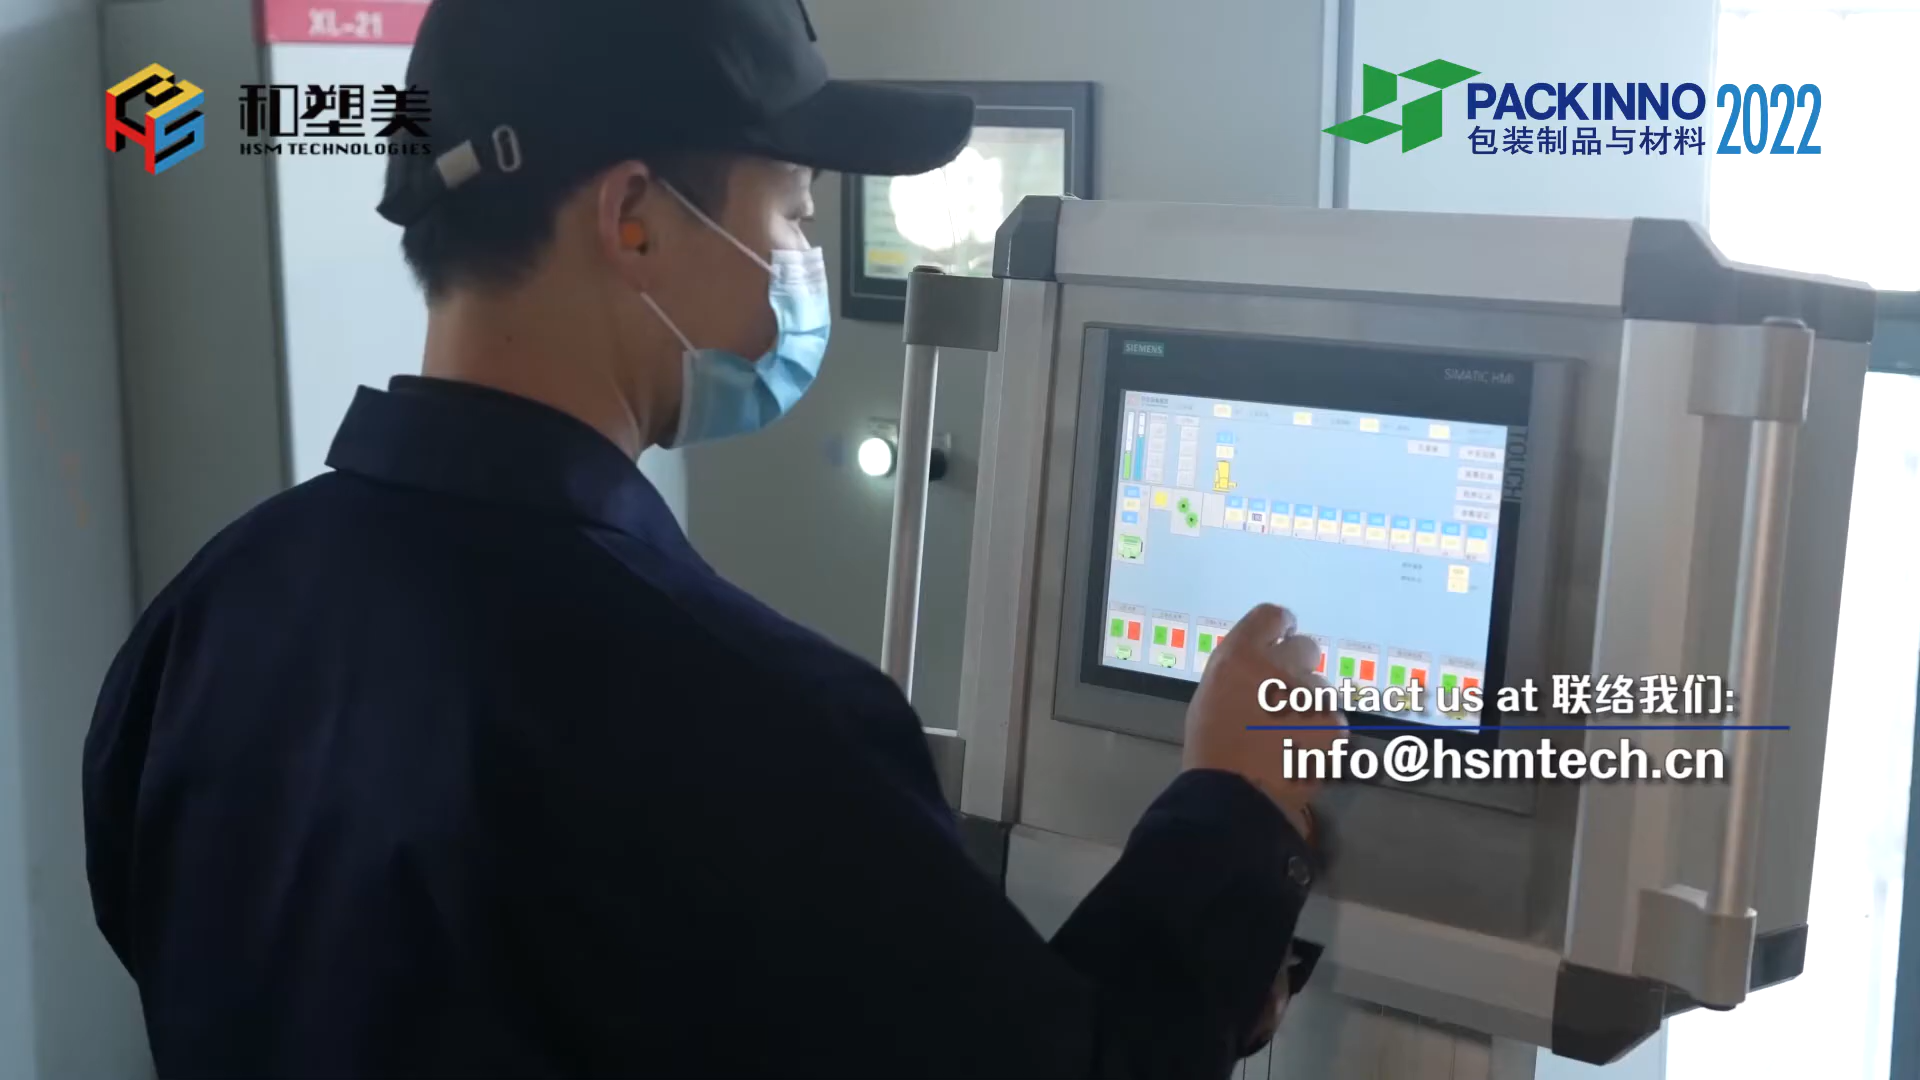 XL-21
和塑美
HSM TECHNOLOGIES
PACKINNO
包装制品与材料
2022
SIEMENS
SIMATIC HMI
TOUCH
Contact us at 联络我们:
info@hsmtech.cn